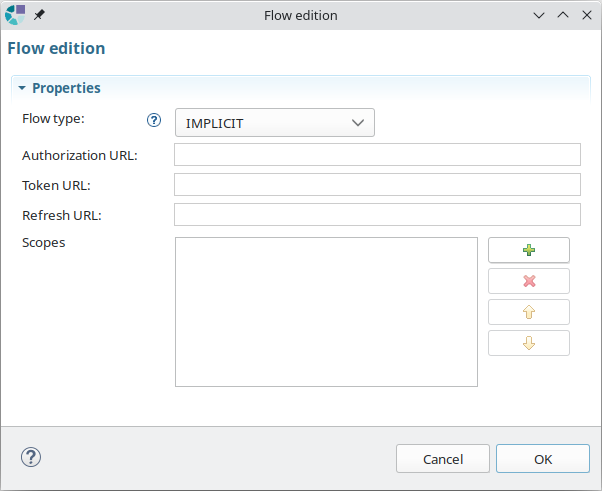 Flow edition
Flow edition
Properties
Flow type:
IMPLICIT
Authorization URL:
Token URL:
Refresh URL:
Scopes
Cancel
OK